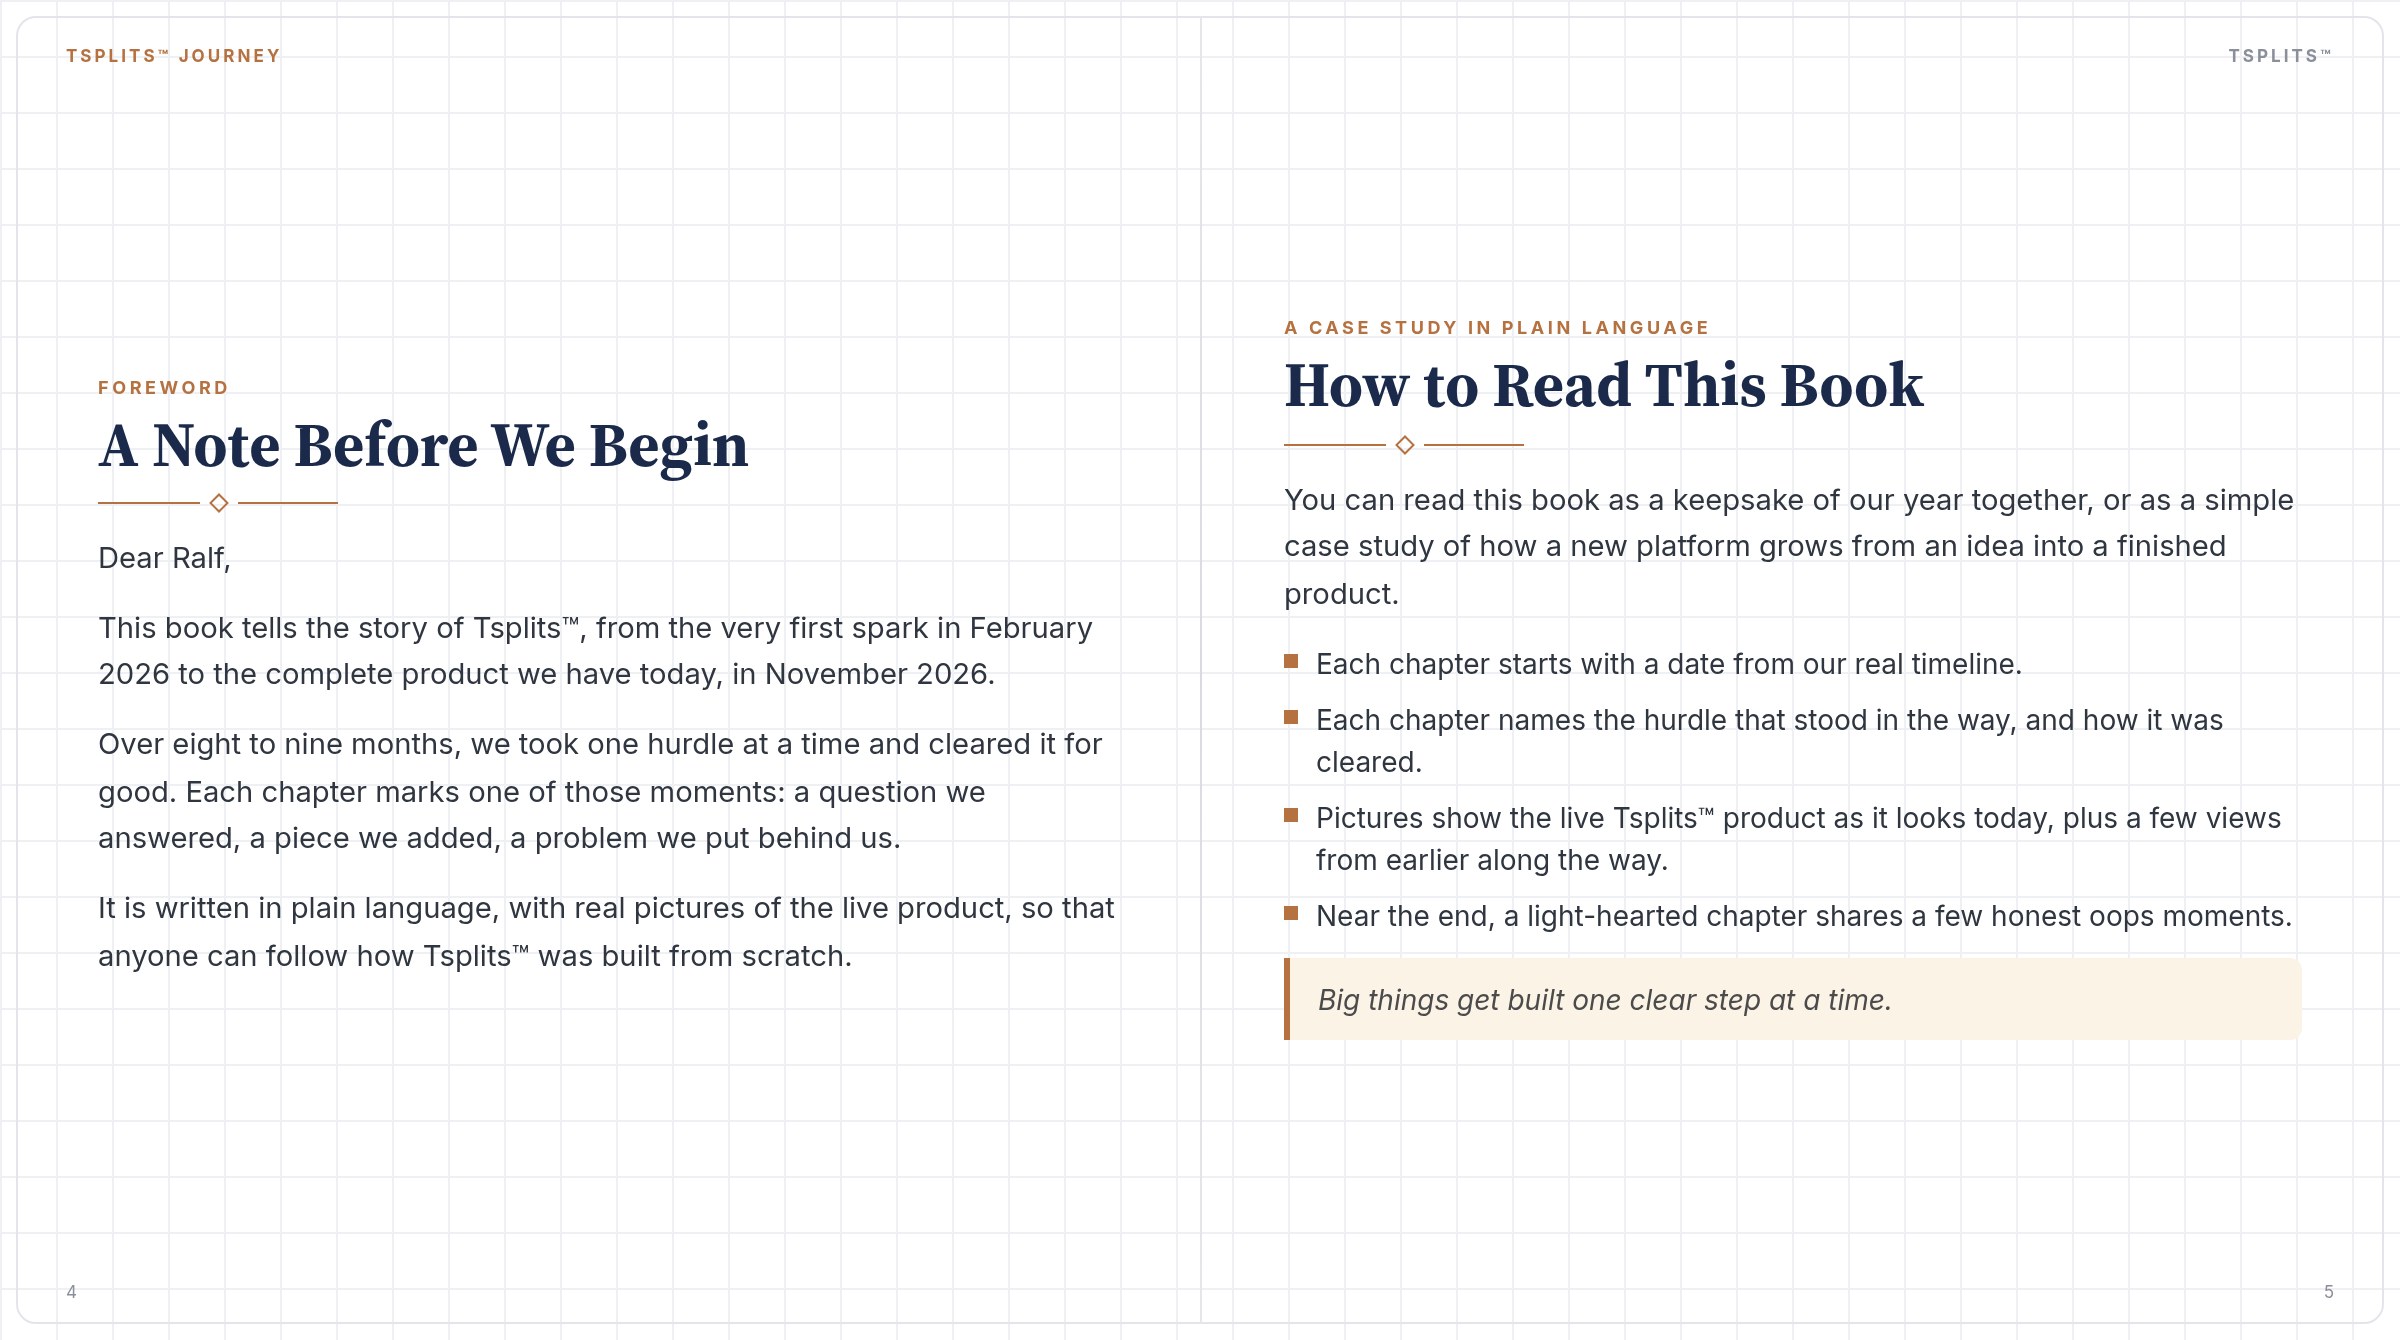 TSPLITS™ JOURNEY
FOREWORD
A Note Before We Begin
Dear Ralf,
This book tells the story of Tsplits™, from the very first spark in February
2026 to the complete product we have today, in November 2026.
Over eight to nine months, we took one hurdle at a time and cleared it for
good. Each chapter marks one of those moments: a question we
answered, a piece we added, a problem we put behind us.
It is written in plain language, with real pictures of the live product, so that
anyone can follow how Tsplits™ was built from scratch.
4
TSPLITS™
A CASE STUDY IN PLAIN LANGUAGE
How to Read This Book
You can read this book as a keepsake of our year together, or as a simple
case study of how a new platform grows from an idea into a finished
product.
Each chapter starts with a date from our real timeline.
Each chapter names the hurdle that stood in the way, and how it was
cleared.
Pictures show the live Tsplits™ product as it looks today, plus a few views
from earlier along the way.
Near the end, a light-hearted chapter shares a few honest oops moments.
Big things get built one clear step at a time.
5